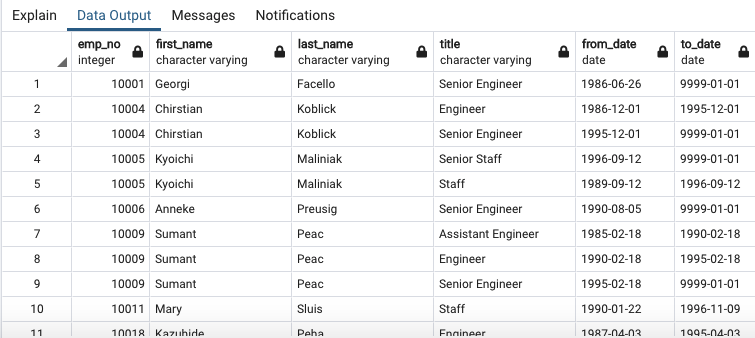 Explain Data Output Messages Notifications
emp_no first_name last_name title from_date to_date
integer character varying character varying character varying date date
1 10001 Georgi Facello Senior Engineer 1986-06-26 9999-01-01
2 10004 Chirstian Koblick Engineer 1986-12-01 1995-12-01
3 10004 Chirstian Koblick Senior Engineer 1995-12-01 9999-01-01
4 10005 Kyoichi Maliniak Senior Staff 1996-09-12 9999-01-01
5 10005 Kyoichi Maliniak Staff 1989-09-12 1996-09-12
6 10006 Anneke Preusig Senior Engineer 1990-08-05 9999-01-01
7 10009 Sumant Peac Assistant Engineer 1985-02-18 1990-02-18
8 10009 Sumant Peac Engineer 1990-02-18 1995-02-18
9 10009 Sumant Peac Senior Engineer 1995-02-18 9999-01-01
10 10011 Mary Sluis Staff 1990-01-22 1996-11-09
11 10018 Kazuhide Peha Engineer 1987-04-03 1995-04-03